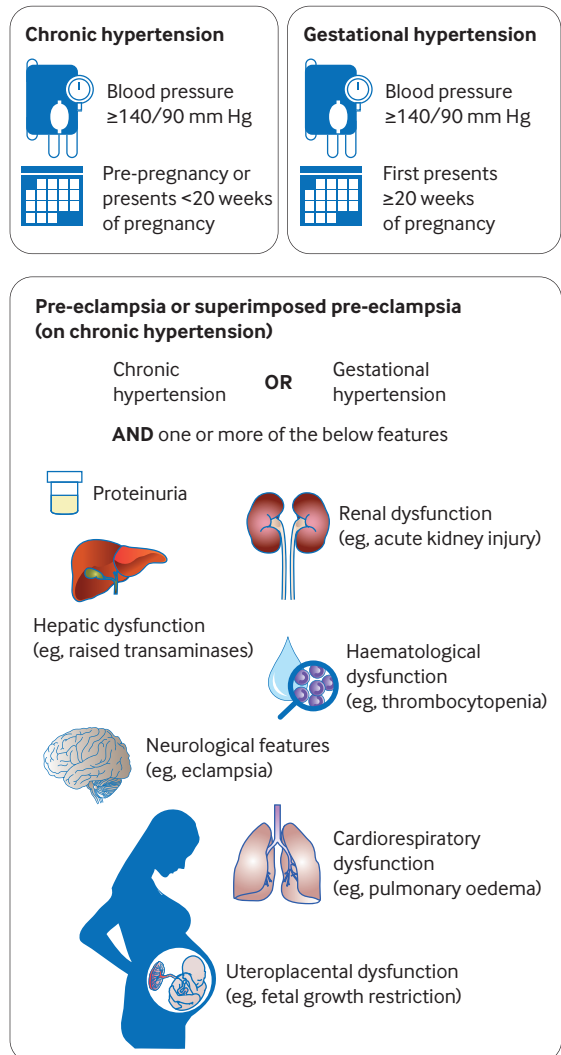 Chronic hypertension
Blood pressure
≥140/90 mm Hg
Pre-pregnancy or
presents <20 weeks
of pregnancy
Gestational hypertension
Blood pressure
≥140/90 mm Hg
First presents
≥20 weeks
of pregnancy
Pre-eclampsia or superimposed pre-eclampsia
(on chronic hypertension)
Chronic
hypertension
OR
Gestational
hypertension
AND one or more of the below features
Proteinuria
Renal dysfunction
(eg, acute kidney injury)
Hepatic dysfunction
(eg, raised transaminases)
Haematological
dysfunction
(eg, thrombocytopenia)
Neurological features
(eg, eclampsia)
Cardiorespiratory
dysfunction
(eg, pulmonary oedema)
Uteroplacental dysfunction
(eg, fetal growth restriction)